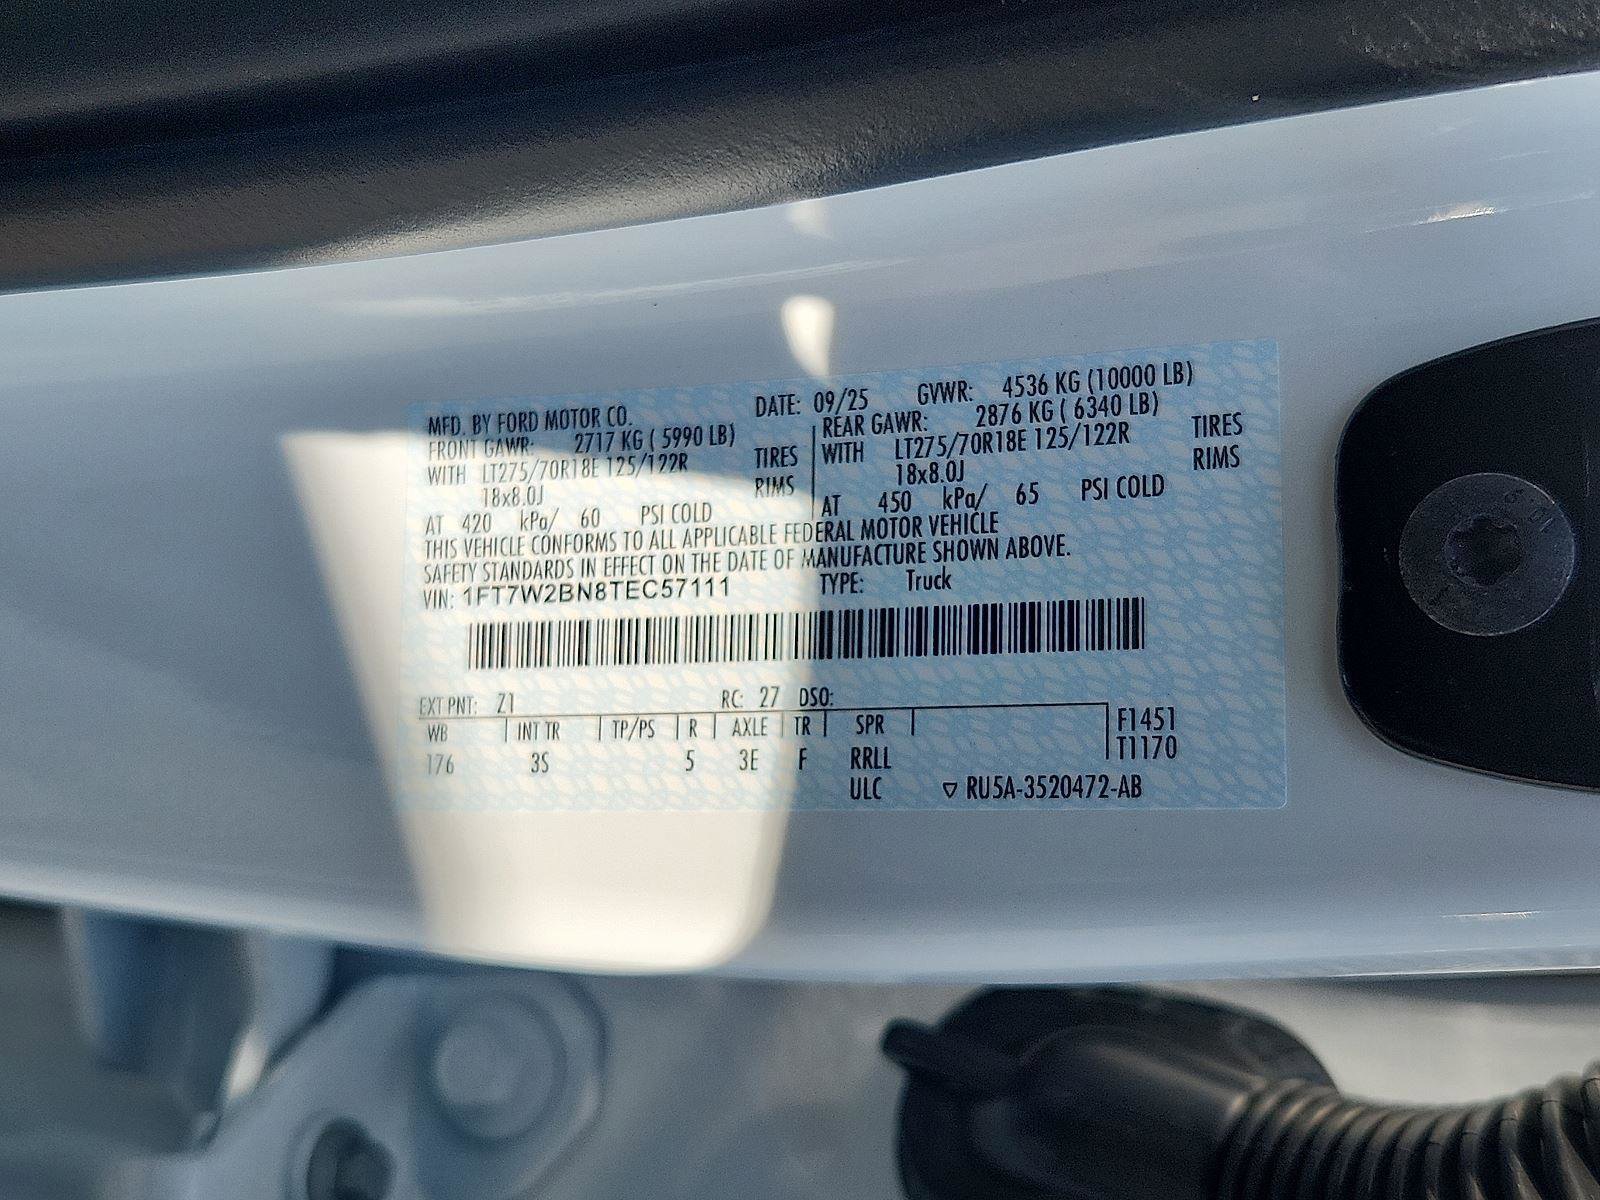 MFD. BY FORD MOTOR CO. DATE: 09/25 GVWR: 4536 KG (10000 LB)
FRONT GAWR: 2717 KG ( 5990 LB)
WITH LT275/70R18E 125/122R TIRES
18x8.0J RIMS
AT 420 kPa/ 60 PSI COLD
REAR GAWR: 2876 KG ( 6340 LB)
WITH LT275/70R18E 125/122R TIRES
18x8.0J RIMS
AT 450 kPa/ 65 PSI COLD
THIS VEHICLE CONFORMS TO ALL APPLICABLE FEDERAL MOTOR VEHICLE
SAFETY STANDARDS IN EFFECT ON THE DATE OF MANUFACTURE SHOWN ABOVE.
VIN: 1FT7W2BN8TEC57111 TYPE: Truck
EXT PNT: Z1 RC: 27 DSO:
WB INT TR TP/PS R AXLE TR SPR F1451
T1170
176 3S 5 3E F RRLL
ULC ▽ RU5A-3520472-AB